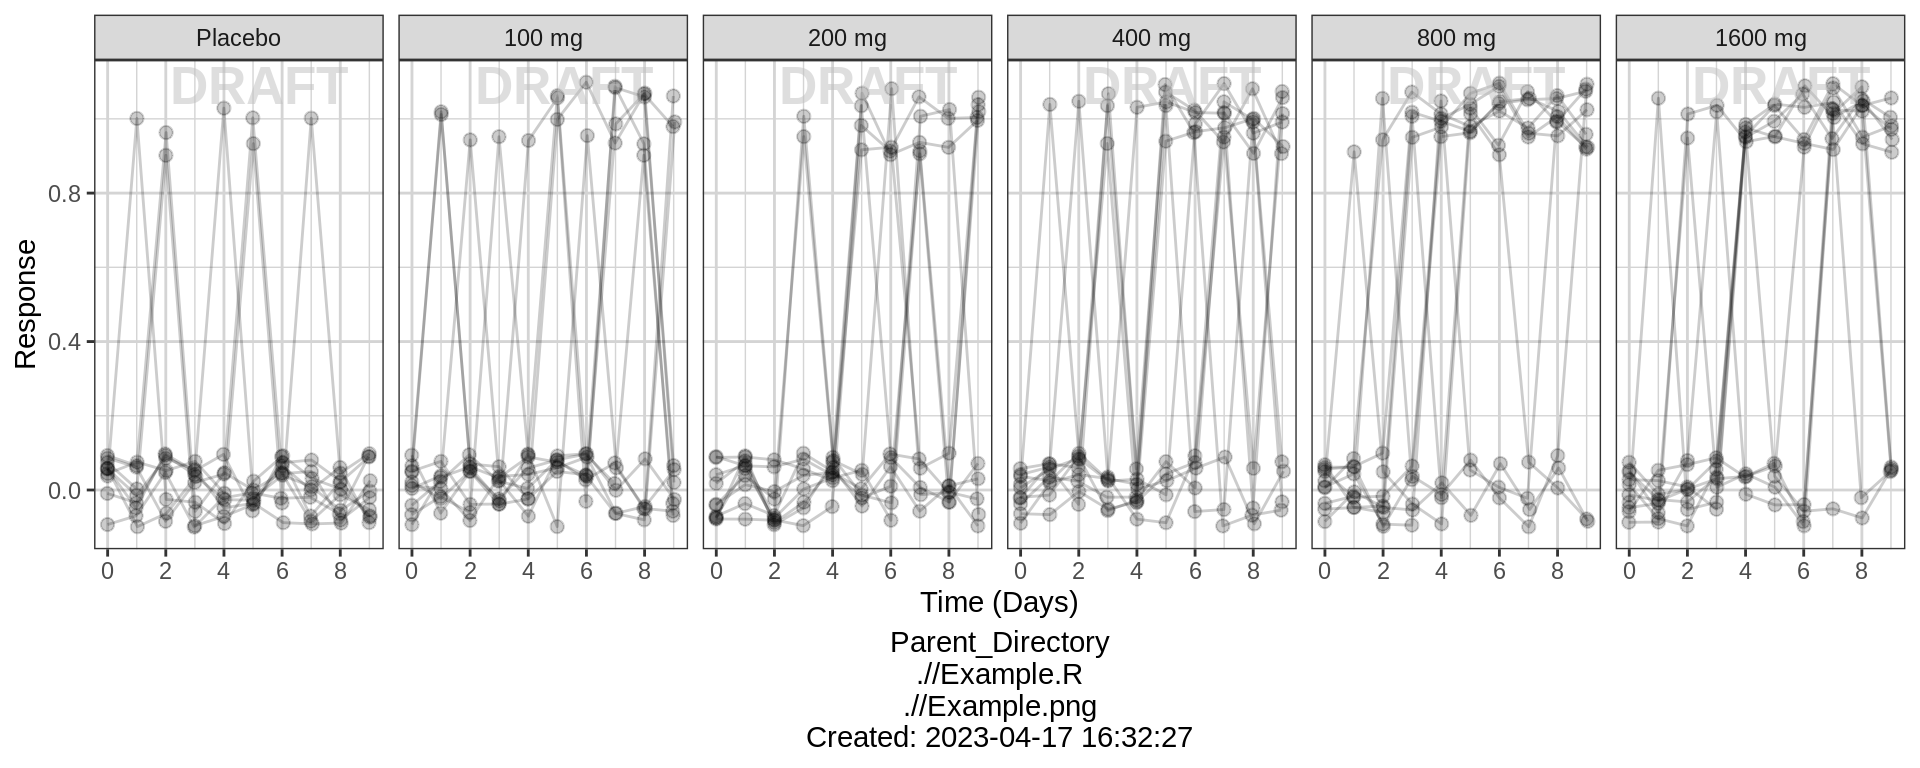 Placebo 100 mg 200 mg 400 mg 800 mg 1600 mg
DRAFT DRAFT DRAFT DRAFT DRAFT DRAFT
Response
0.8
0.4
0.0
0 2 4 6 8 0 2 4 6 8 0 2 4 6 8 0 2 4 6 8 0 2 4 6 8 0 2 4 6 8
Time (Days)
Parent_Directory
.//Example.R
.//Example.png
Created: 2023-04-17 16:32:27